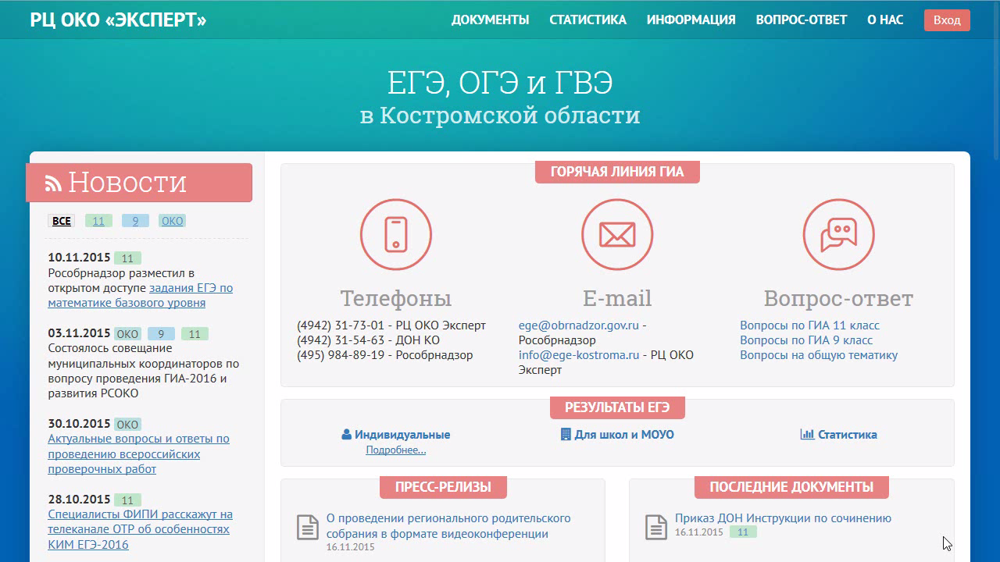 РЦ ОКО «ЭКСПЕРТ»
ДОКУМЕНТЫ СТАТИСТИКА ИНФОРМАЦИЯ ВОПРОС-ОТВЕТ О НАС Вход
ЕГЭ, ОГЭ и ГВЭ
в Костромской области
Новости
ВСЕ 11 9 ОКО
10.11.2015 11
Рособрнадзор разместил в
открытом доступе задания ЕГЭ по
математике базового уровня
03.11.2015 ОКО 9 11
Состоялось совещание
муниципальных координаторов по
вопросу проведения ГИА-2016 и
развития РСОКО
30.10.2015 ОКО
Актуальные вопросы и ответы по
проведению всероссийских
проверочных работ
28.10.2015 11
Специалисты ФИПИ расскажут на
телеканале ОТР об особенностях
КИМ ЕГЭ-2016
ГОРЯЧАЯ ЛИНИЯ ГИА
Телефоны
(4942) 31-73-01 - РЦ ОКО Эксперт
(4942) 31-54-63 - ДОН КО
(495) 984-89-19 - Рособрнадзор
E-mail
ege@obrnadzor.gov.ru -
Рособрнадзор
info@ege-kostroma.ru - РЦ ОКО
Эксперт
Вопрос-ответ
Вопросы по ГИА 11 класс
Вопросы по ГИА 9 класс
Вопросы на общую тематику
РЕЗУЛЬТАТЫ ЕГЭ
Индивидуальные
Подробнее...
Для школ и МОУО
Статистика
ПРЕСС-РЕЛИЗЫ
О проведении регионального родительского
собрания в формате видеоконференции
16.11.2015
ПОСЛЕДНИЕ ДОКУМЕНТЫ
Приказ ДОН Инструкции по сочинению
16.11.2015 11